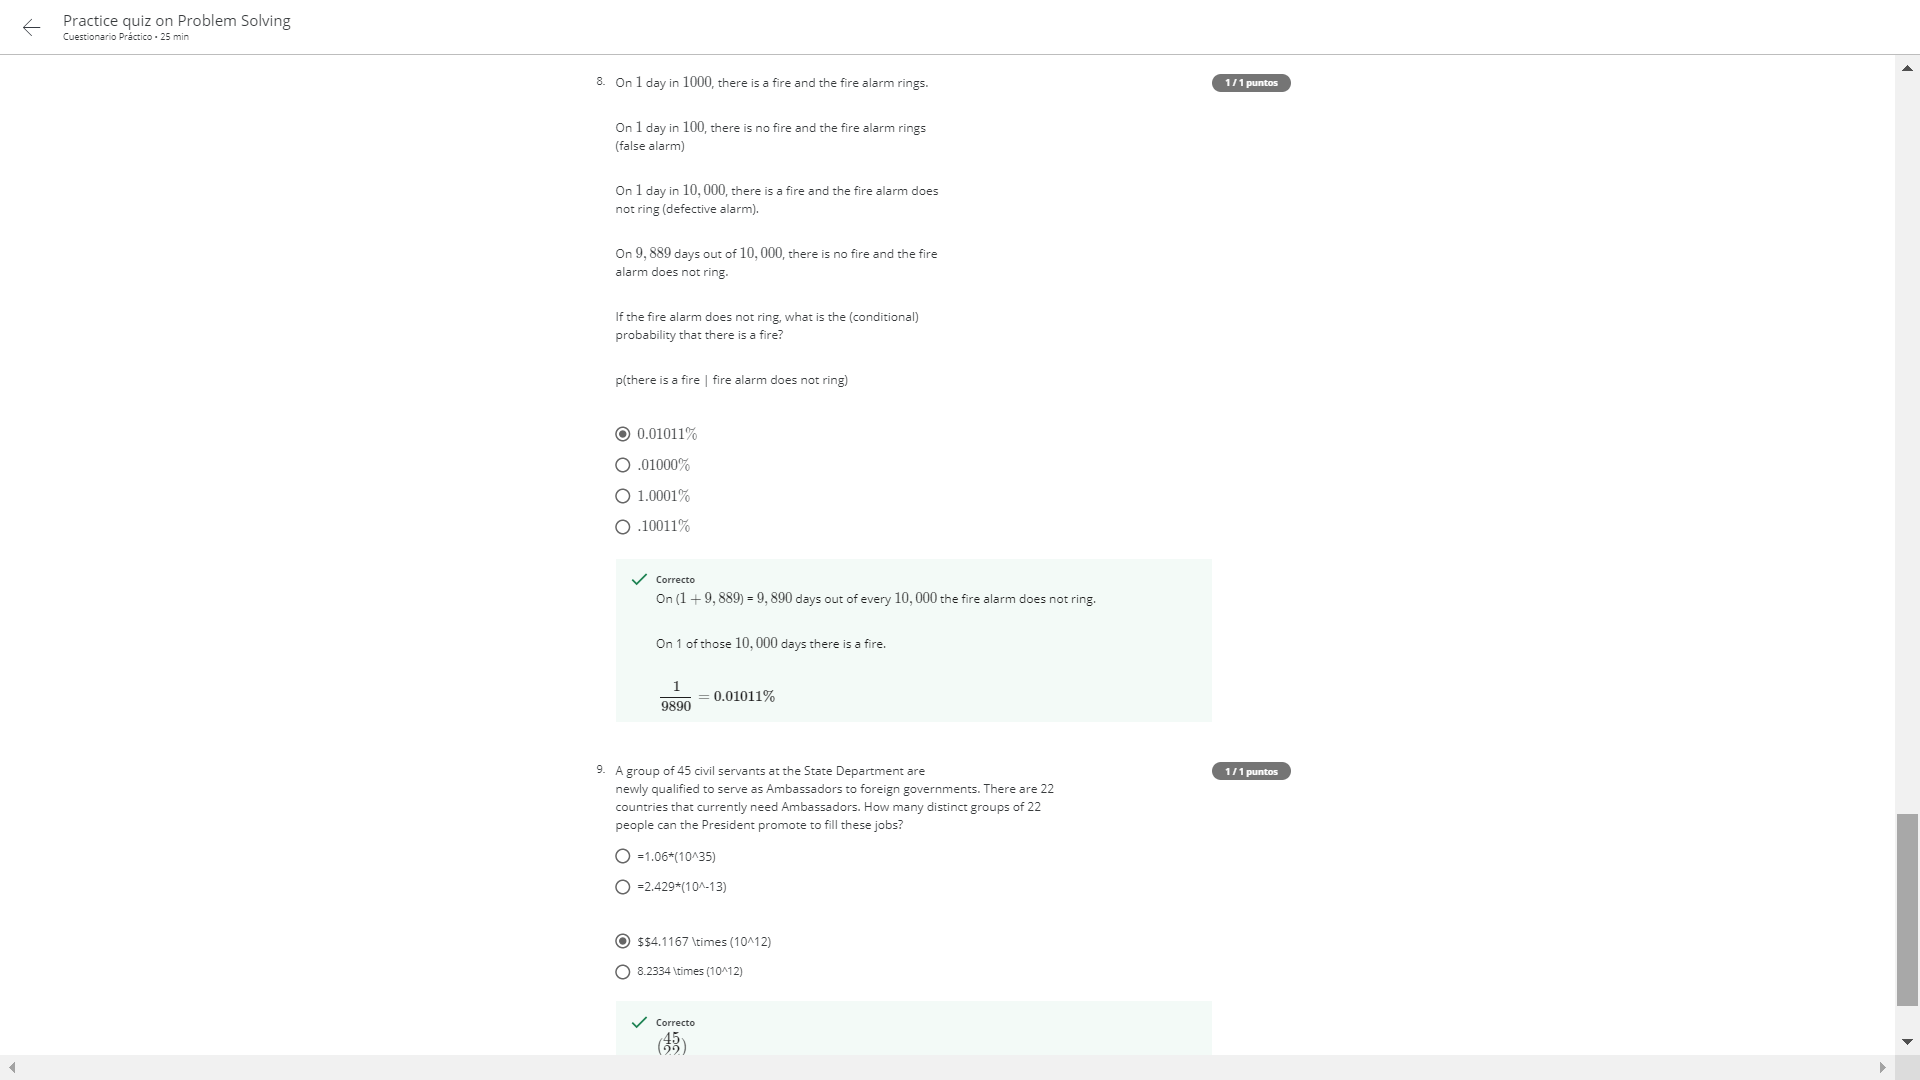 Practice quiz on Problem Solving
Cuestionario Práctico • 25 min
8. On 1 day in 1000, there is a fire and the fire alarm rings.
1 / 1 puntos
On 1 day in 100, there is no fire and the fire alarm rings
(false alarm)
On 1 day in 10, 000, there is a fire and the fire alarm does
not ring (defective alarm).
On 9, 889 days out of 10, 000, there is no fire and the fire
alarm does not ring.
If the fire alarm does not ring, what is the (conditional)
probability that there is a fire?
p(there is a fire | fire alarm does not ring)
0.01011%
.01000%
1.0001%
.10011%
Correcto
On (1 + 9, 889) = 9, 890 days out of every 10, 000 the fire alarm does not ring.
On 1 of those 10, 000 days there is a fire.
1
9890
= 0.01011%
9. A group of 45 civil servants at the State Department are
1 / 1 puntos
newly qualified to serve as Ambassadors to foreign governments. There are 22
countries that currently need Ambassadors. How many distinct groups of 22
people can the President promote to fill these jobs?
=1.06*(10^35)
=2.429*(10^-13)
$$4.1167 \times (10^12)
8.2334 \times (10^12)
Correcto
(45
22)